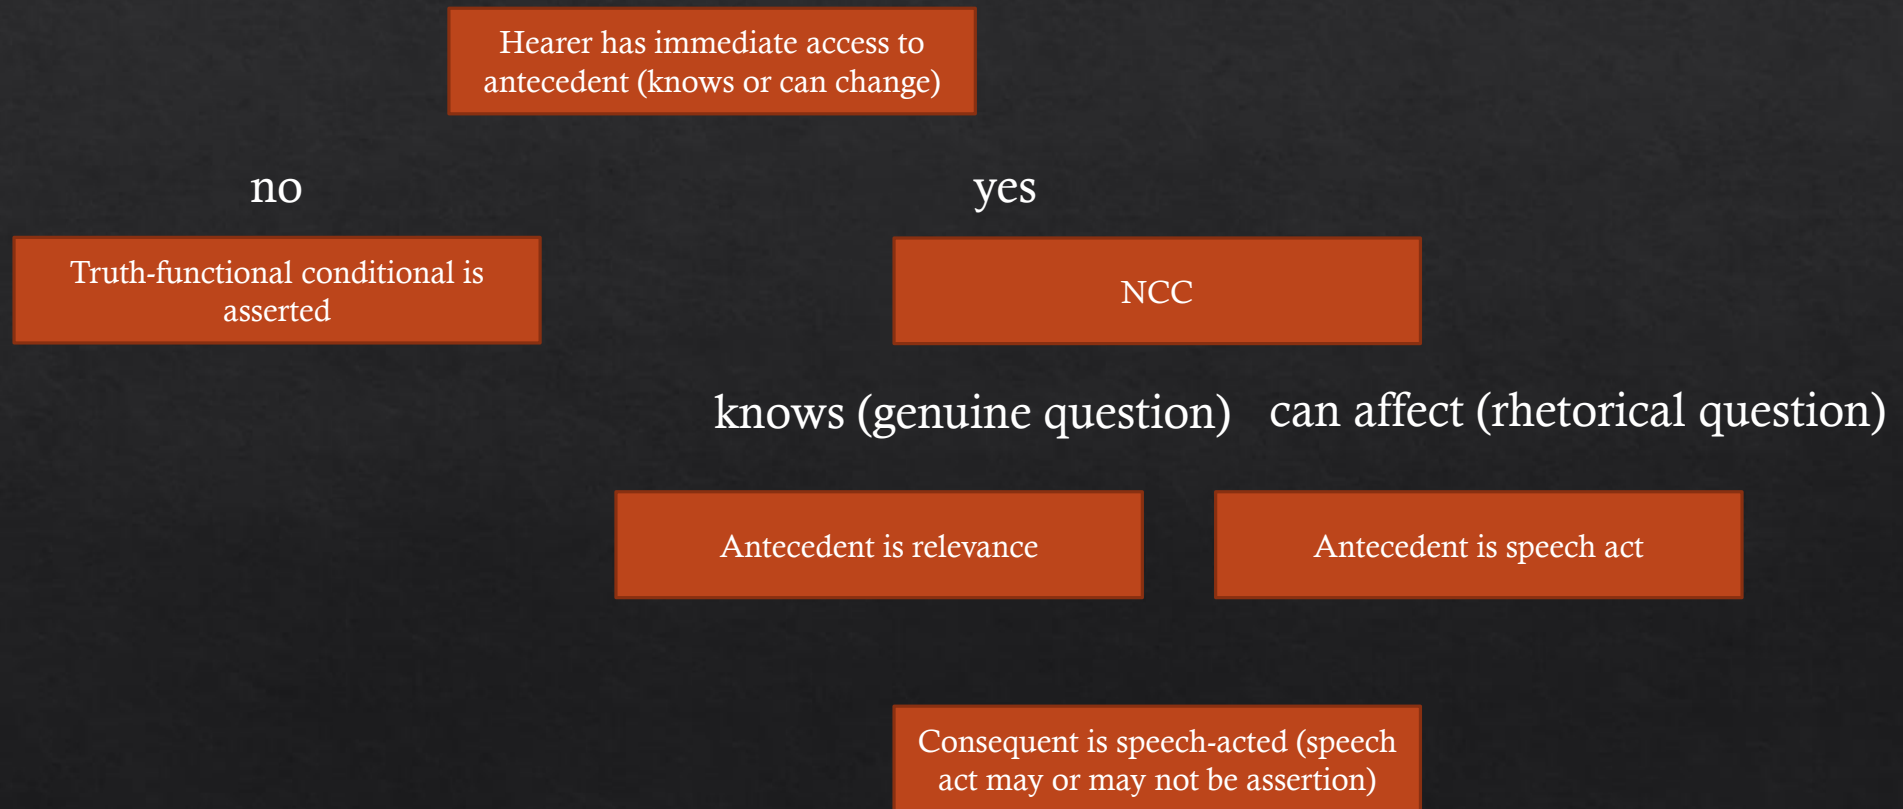 Hearer has immediate access to
antecedent (knows or can change)
no
yes
Truth-functional conditional is
asserted
NCC
knows (genuine question)
can affect (rhetorical question)
Antecedent is relevance
Antecedent is speech act
Consequent is speech-acted (speech
act may or may not be assertion)